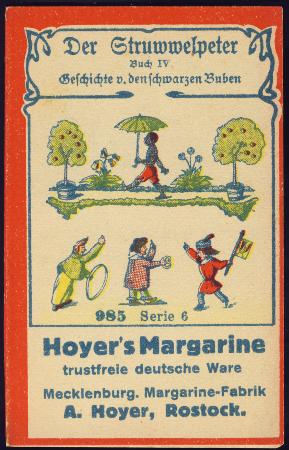 Der Struwwelpeter
Buch IV
Geschichte v. den schwarzen Buben
985 Serie 6
Hoyer's Margarine
trustfreie deutsche Ware
Mecklenburg. Margarine-Fabrik
A. Hoyer, Rostock.